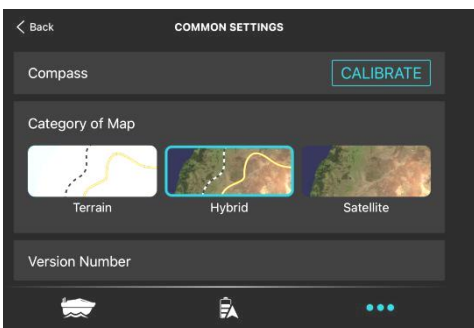 Back
COMMON SETTINGS
Compass
CALIBRATE
Category of Map
Terrain
Hybrid
Satellite
Version Number